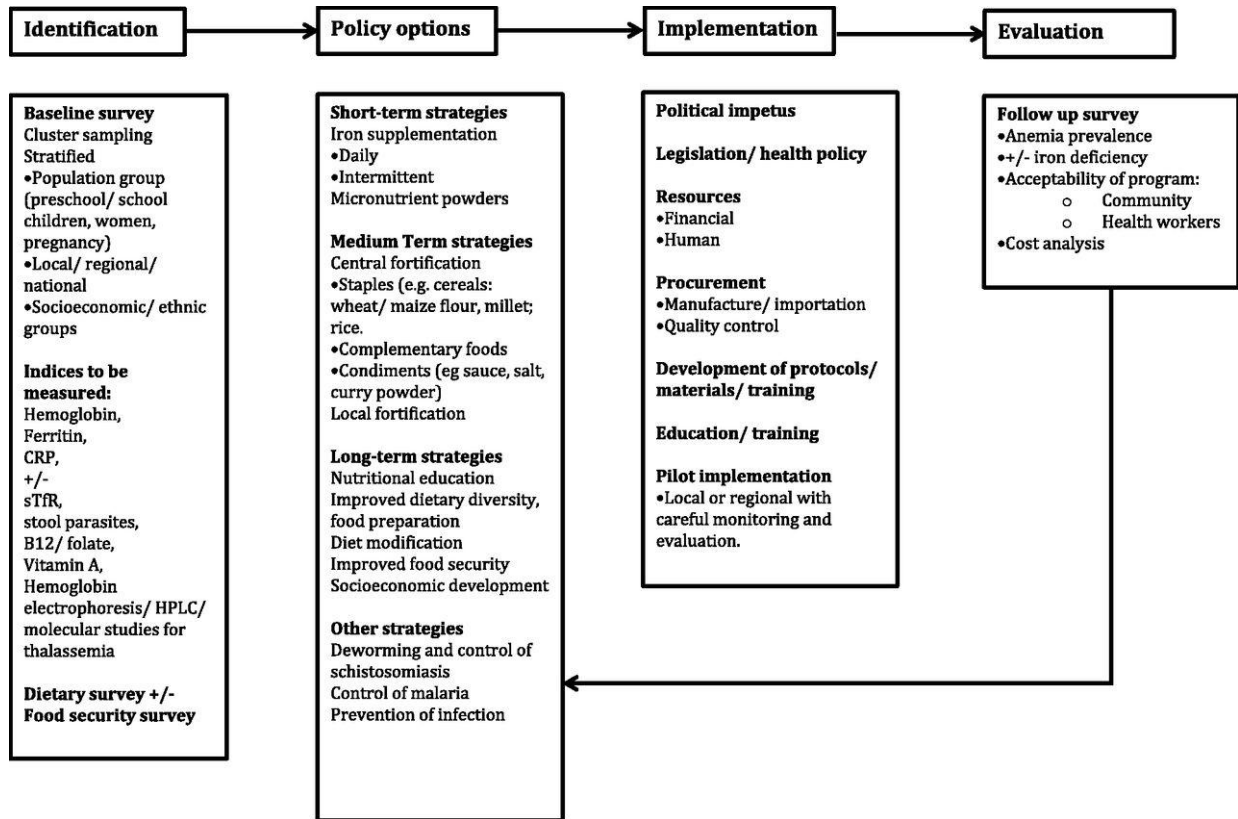 Identification
Policy options
Implementation
Evaluation
Baseline survey
Cluster sampling
Stratified
•Population group
(preschool/ school
children, women,
pregnancy)
•Local/ regional/
national
•Socioeconomic/ ethnic
groups
Indices to be
measured:
Hemoglobin,
Ferritin,
CRP,
+/-
sTfR,
stool parasites,
B12/ folate,
Vitamin A,
Hemoglobin
electrophoresis/ HPLC/
molecular studies for
thalassemia
Dietary survey +/-
Food security survey
Short-term strategies
Iron supplementation
•Daily
•Intermittent
Micronutrient powders
Medium Term strategies
Central fortification
•Staples (e.g. cereals:
wheat/ maize flour, millet;
rice.
•Complementary foods
•Condiments (eg sauce, salt,
curry powder)
Local fortification
Long-term strategies
Nutritional education
Improved dietary diversity,
food preparation
Diet modification
Improved food security
Socioeconomic development
Other strategies
Deworming and control of
schistosomiasis
Control of malaria
Prevention of infection
Political impetus
Legislation/ health policy
Resources
•Financial
•Human
Procurement
•Manufacture/ importation
•Quality control
Development of protocols/
materials/ training
Education/ training
Pilot implementation
•Local or regional with
careful monitoring and
evaluation.
Follow up survey
•Anemia prevalence
•+/- iron deficiency
•Acceptability of program:
o Community
o Health workers
•Cost analysis